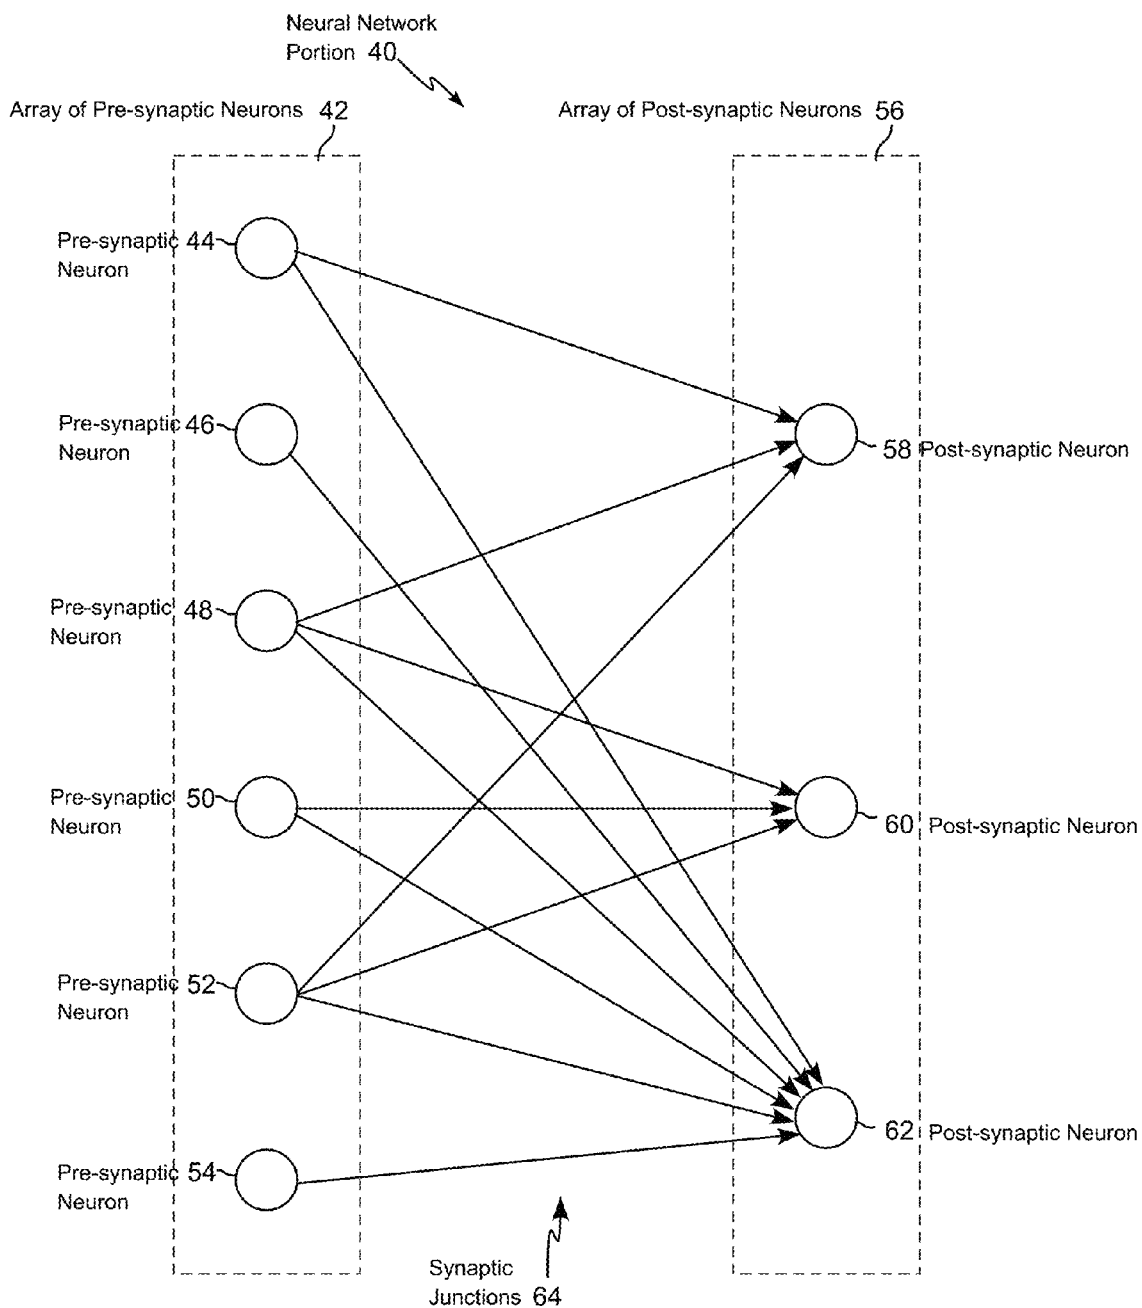 Neural Network
Portion 40
Array of Pre-synaptic Neurons 42
Array of Post-synaptic Neurons 56
Pre-synaptic 44
Neuron
Pre-synaptic 46
Neuron
58 Post-synaptic Neuron
Pre-synaptic 48
Neuron
Pre-synaptic 50
Neuron
60 Post-synaptic Neuron
Pre-synaptic 52
Neuron
62 Post-synaptic Neuron
Pre-synaptic 54
Neuron
Synaptic
Junctions 64